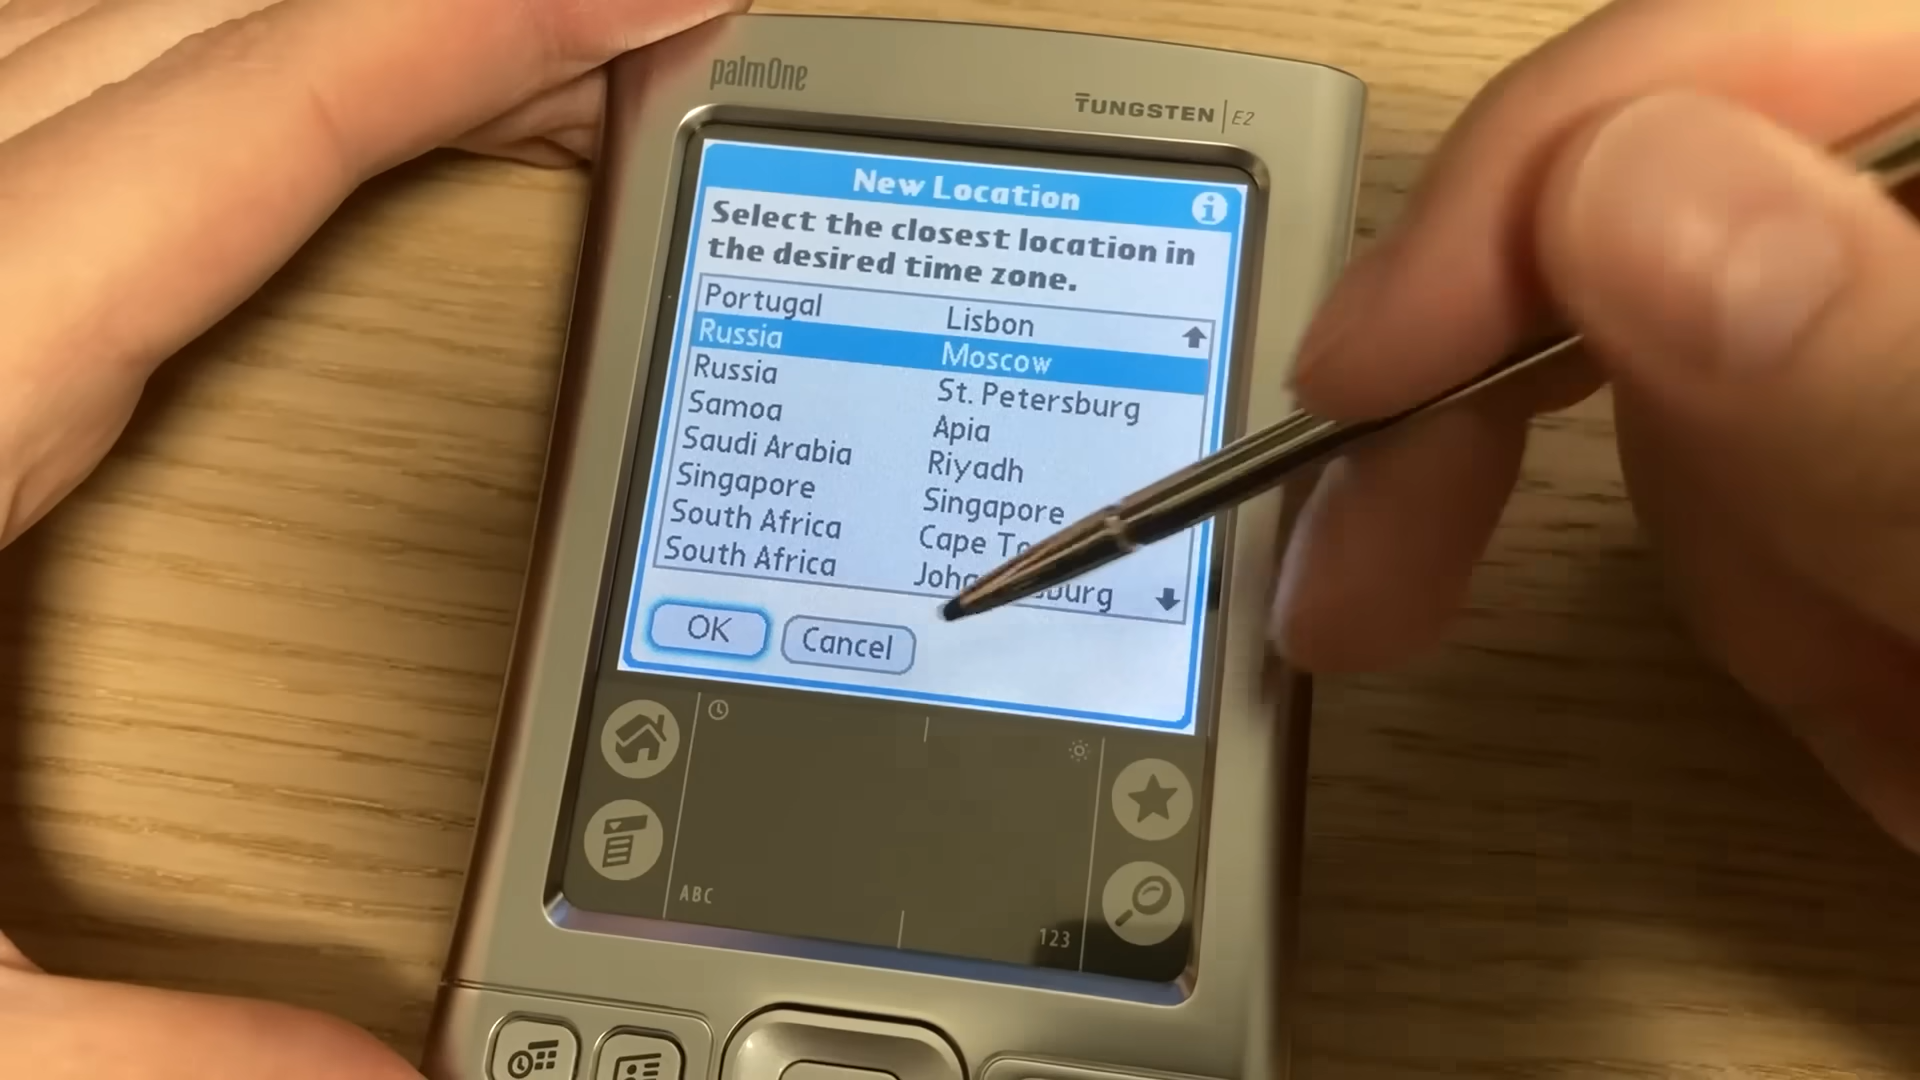 palmOne
TUNGSTEN | E2
New Location
Select the closest location in
the desired time zone.
Portugal Lisbon
Russia Moscow
Russia St. Petersburg
Samoa Apia
Saudi Arabia Riyadh
Singapore Singapore
South Africa Cape
South Africa
OK Cancel
ABC
123